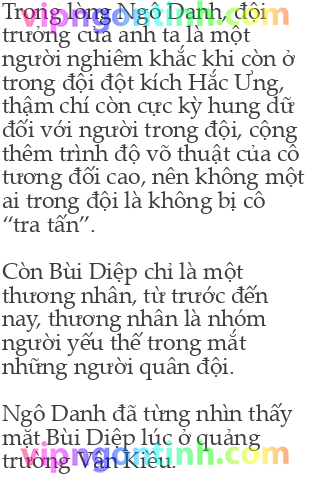 Trong lòng Ngô Danh, đội
trưởng của anh ta là một
người nghiêm khắc khi còn ở
trong đội đột kích Hắc Ưng,
thậm chí còn cực kỳ hung dữ
đối với người trong đội, cộng
thêm trình độ võ thuật của cô
tương đối cao, nên không một
ai trong đội là không bị cô
“tra tấn”.
Còn Bùi Diệp chỉ là một
thương nhân, từ trước đến
nay, thương nhân là nhóm
người yếu thế trong mắt
những người quân đội.
Ngô Danh đã từng nhìn thấy
mặt Bùi Diệp lúc ở quảng
trường Vân Kiều.
vipngontinh.com
vipngontinh.com